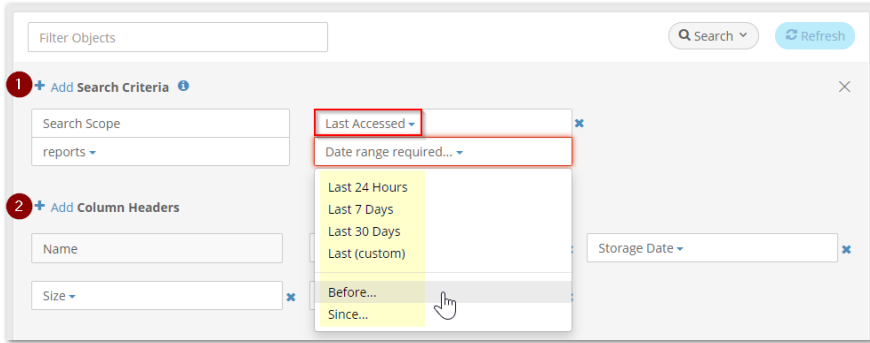 Filter Objects
Search
Refresh
1
Add Search Criteria
Search Scope
Last Accessed
reports
Date range required...
Last 24 Hours
Last 7 Days
Last 30 Days
Last (custom)
Before...
Since...
2
Add Column Headers
Name
Storage Date
Size